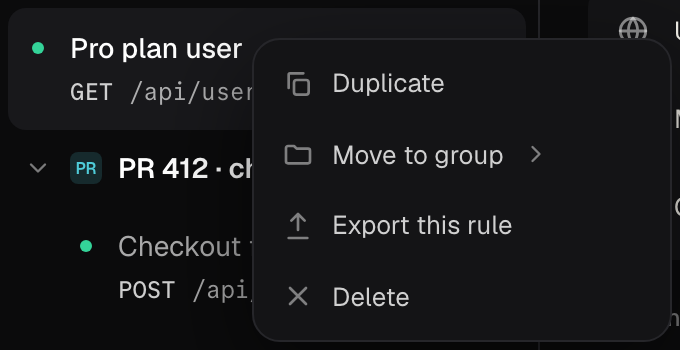 Pro plan user
GET /api/user
Duplicate
Move to group
PR PR 412 · ch
Export this rule
Checkout
POST /api/
Delete